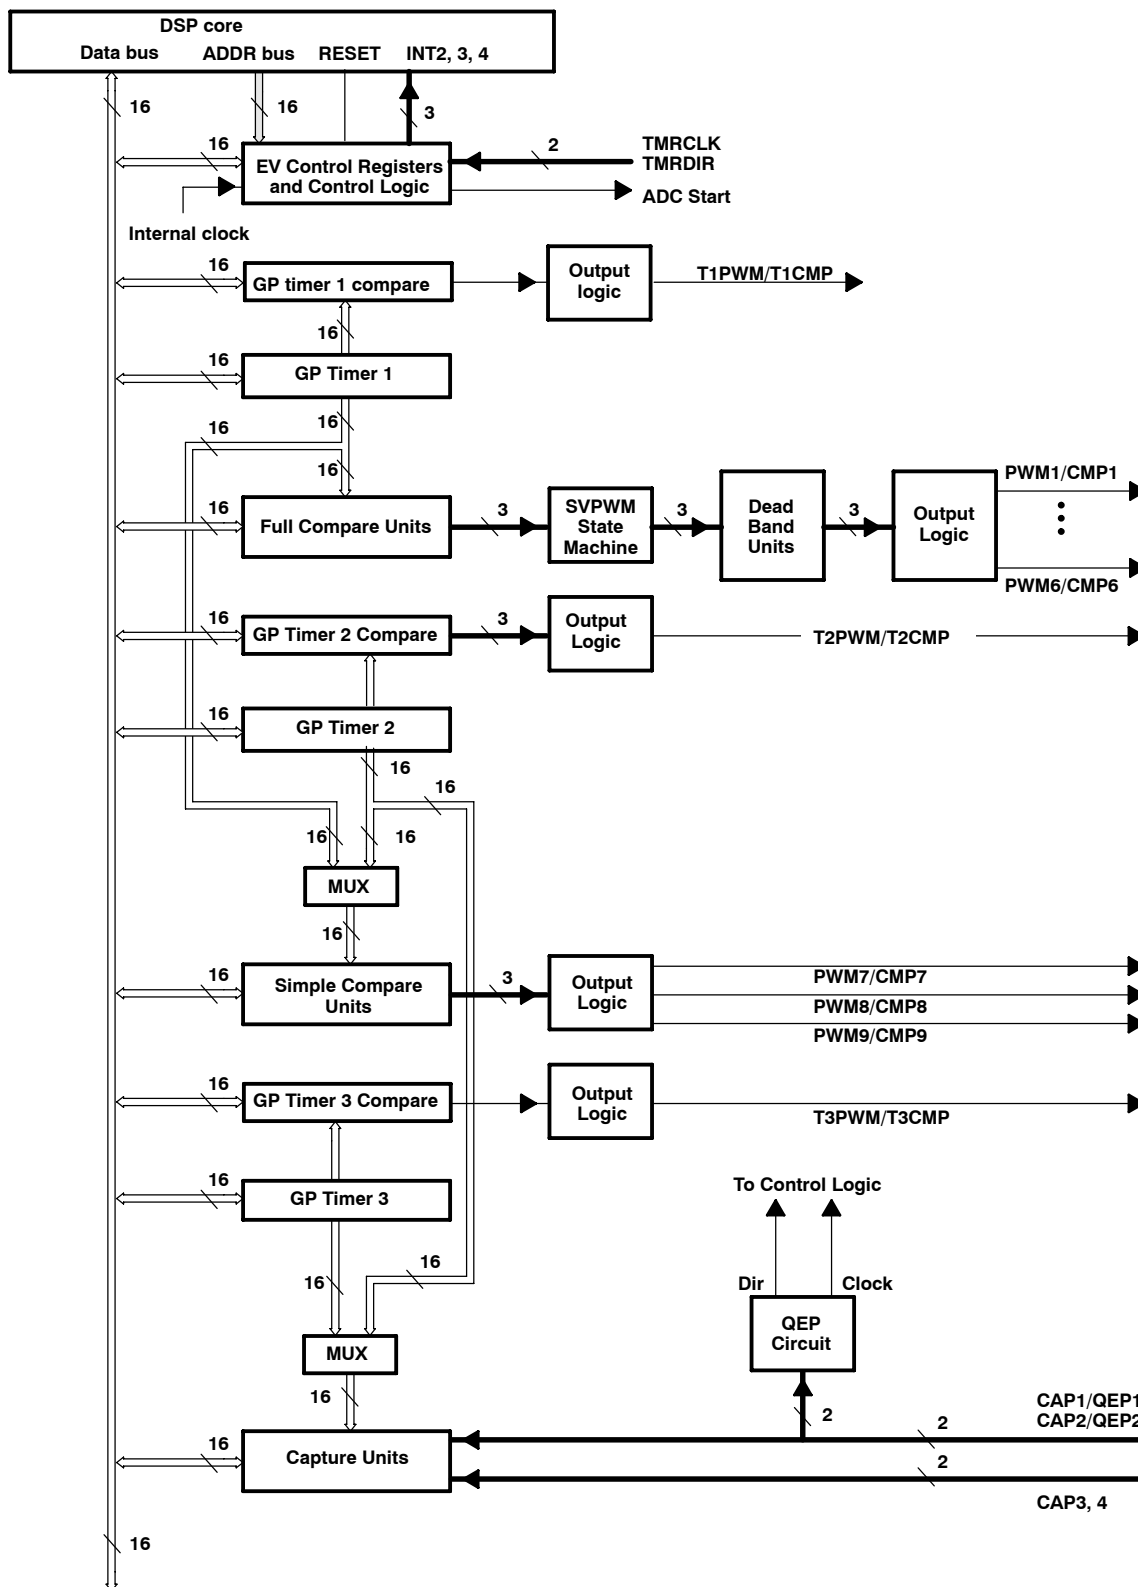 DSP core
Data bus ADDR bus RESET INT2, 3, 4
16 16 3
16 2 TMRCLK
TMRDIR
EV Control Registers
and Control Logic
ADC Start
Internal clock
16 GP timer 1 compare Output
logic T1PWM/T1CMP
16
16 GP Timer 1
16
16
16
16 Full Compare Units 3 SVPWM
State
Machine 3 Dead
Band
Units 3 Output
Logic PWM1/CMP1
PWM6/CMP6
16 GP Timer 2 Compare 3 Output
Logic T2PWM/T2CMP
16 GP Timer 2
16
16
16 16
MUX
16
16 Simple Compare
Units 3 Output
Logic PWM7/CMP7
PWM8/CMP8
PWM9/CMP9
16 GP Timer 3 Compare Output
Logic T3PWM/T3CMP
16 GP Timer 3
To Control Logic
16
16
Dir Clock
QEP
Circuit
MUX
16
2
CAP1/QEP1
CAP2/QEP2
2
16 Capture Units
2
CAP3, 4
16